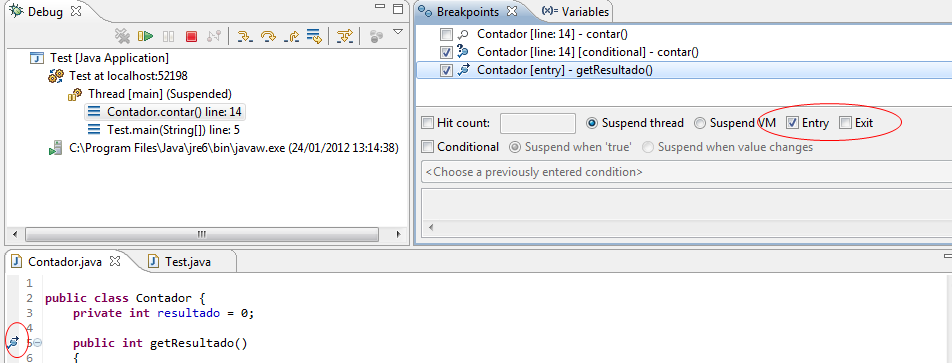 Debug
Test [Java Application]
Test at localhost:52198
Thread [main] (Suspended)
Contador.contar() line: 14
Test.main(String[]) line: 5
C:\Program Files\Java\jre6\bin\javaw.exe (24/01/2012 13:14:38)
Breakpoints (x)= Variables
Contador [line: 14] - contar()
Contador [line: 14] [conditional] - contar()
Contador [entry] - getResultado()
Hit count: Suspend thread Suspend VM Entry Exit
Conditional Suspend when 'true' Suspend when value changes
<Choose a previously entered condition>
Contador.java Test.java
1
2 public class Contador {
3 private int resultado = 0;
4
5 public int getResultado()
6 {